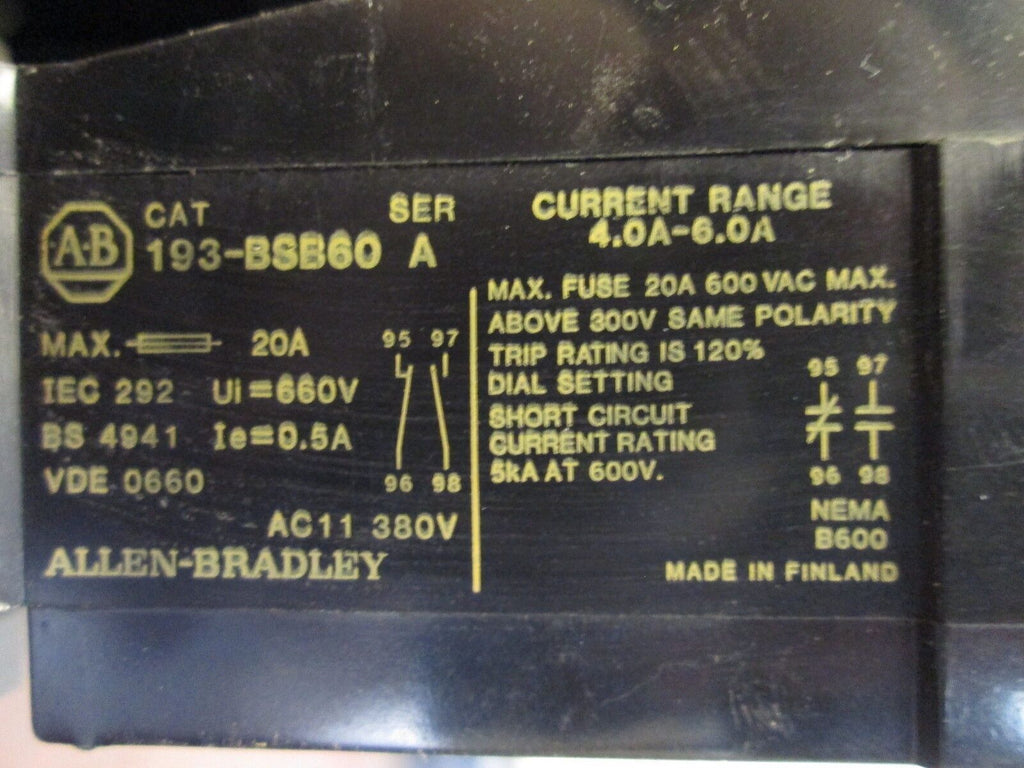 A-B
CAT SER
193-BSB60 A
MAX. 20A
IEC 292 Ui=660V
BS 4941 Ie=0.5A
VDE 0660
95 97
96 98
AC11 380V
ALLEN-BRADLEY
CURRENT RANGE
4.0A-6.0A
MAX. FUSE 20A 600 VAC MAX.
ABOVE 300V SAME POLARITY
TRIP RATING IS 120%
DIAL SETTING
SHORT CIRCUIT
CURRENT RATING
5kA AT 600V.
95 97
96 98
NEMA
B600
MADE IN FINLAND